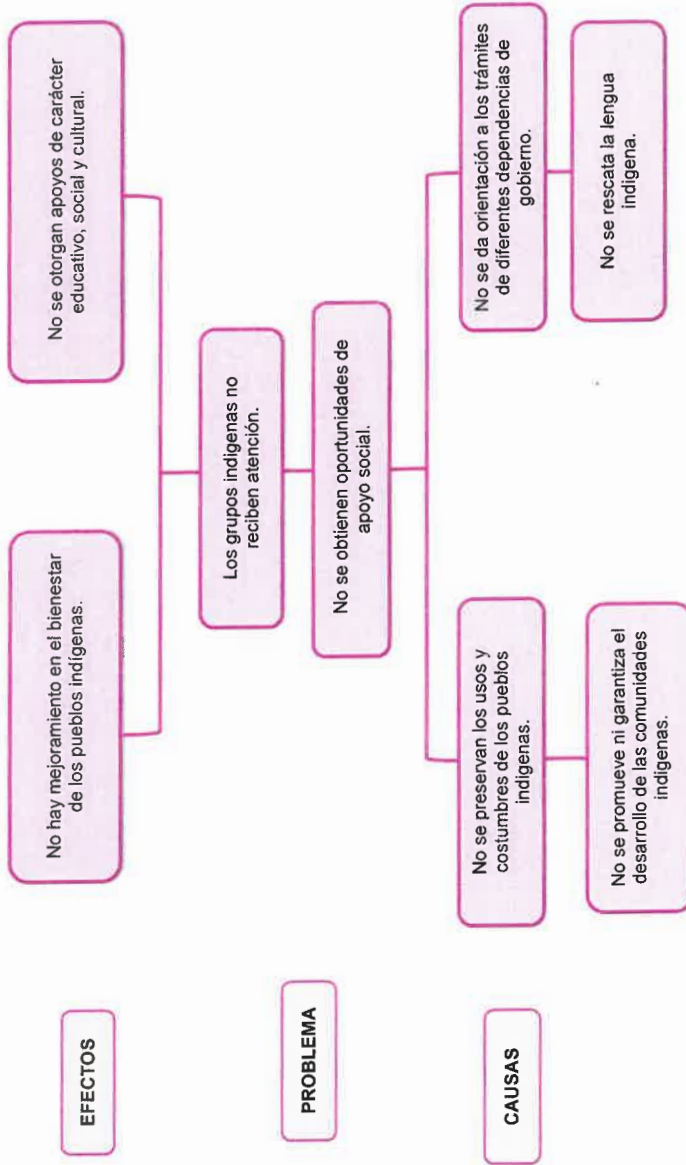 EFECTOS
No hay mejoramiento en el bienestar
de los pueblos indígenas.
No se otorgan apoyos de carácter
educativo, social y cultural.
PROBLEMA
Los grupos indígenas no
reciben atención.
No se obtienen oportunidades de
apoyo social.
CAUSAS
No se preservan los usos y
costumbres de los pueblos
indígenas.
No se da orientación a los trámites
de diferentes dependencias de
gobierno.
No se promueve ni garantiza el
desarrollo de las comunidades
indígenas.
No se rescata la lengua
indígena.